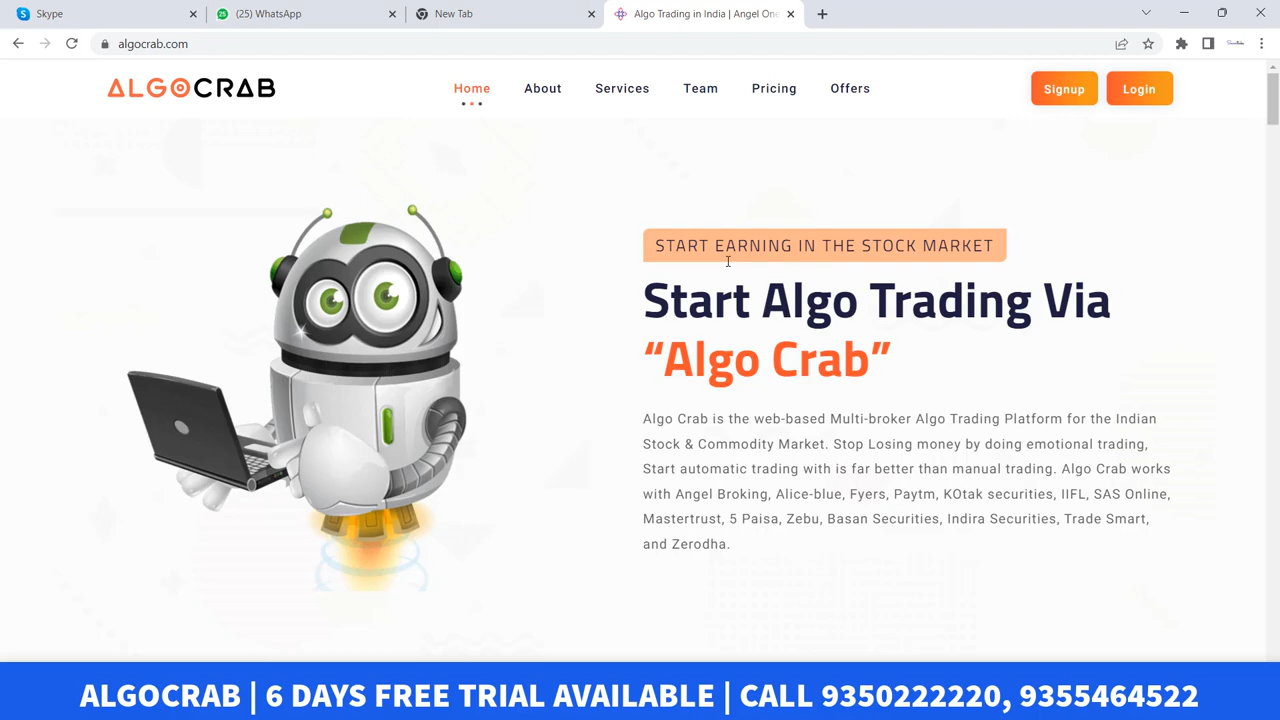 Skype
(25) WhatsApp
New Tab
Algo Trading in India | Angel One
algocrab.com
ALGOCRAB
Home
About
Services
Team
Pricing
Offers
Signup
Login
START EARNING IN THE STOCK MARKET
Start Algo Trading Via
“Algo Crab”
Algo Crab is the web-based Multi-broker Algo Trading Platform for the Indian
Stock & Commodity Market. Stop Losing money by doing emotional trading,
Start automatic trading with is far better than manual trading. Algo Crab works
with Angel Broking, Alice-blue, Fyers, Paytm, KOtak securities, IIFL, SAS Online,
Mastertrust, 5 Paisa, Zebu, Basan Securities, Indira Securities, Trade Smart,
and Zerodha.
ALGOCRAB | 6 DAYS FREE TRIAL AVAILABLE | CALL 9350222220, 9355464522